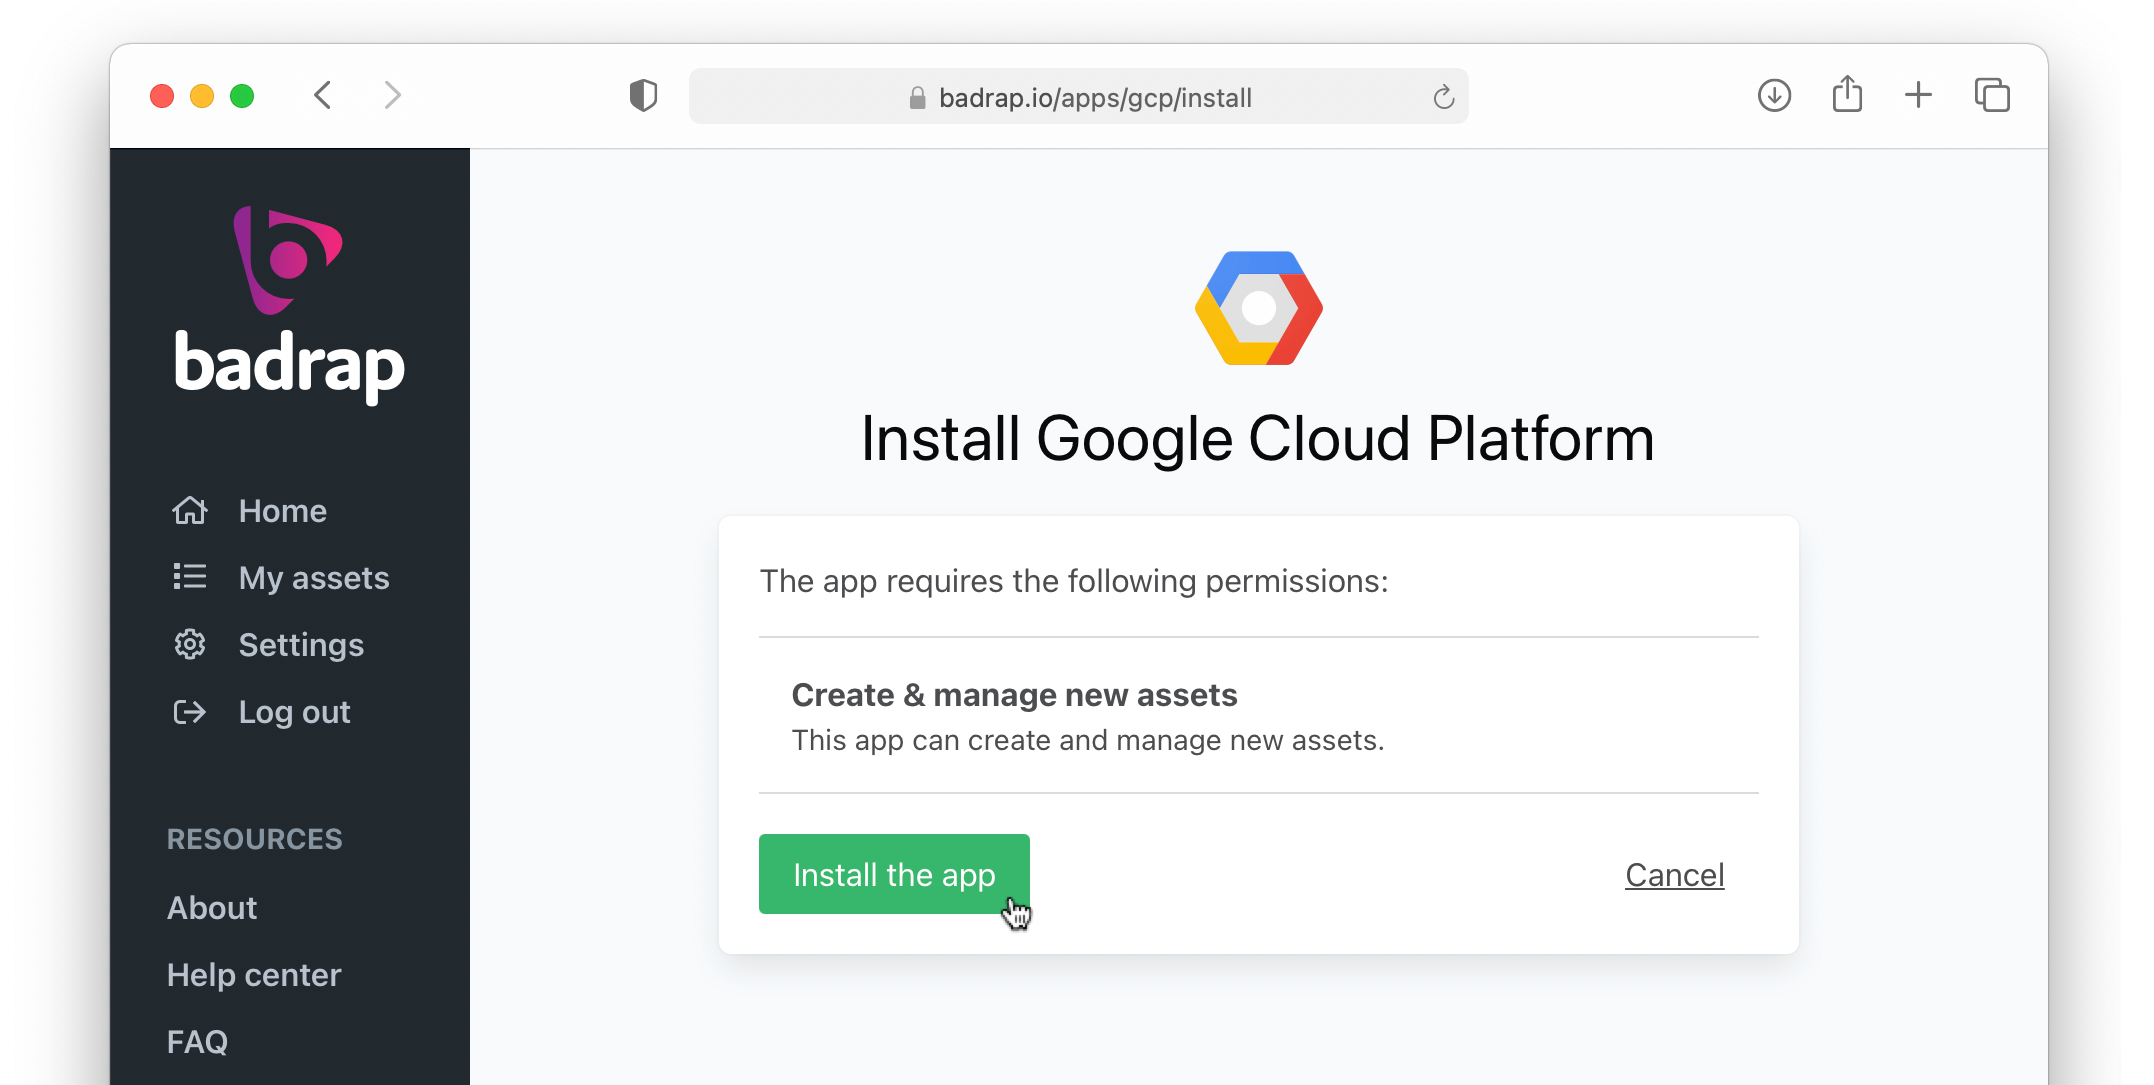 badrap.io/apps/gcp/install
badrap
Home
My assets
Settings
Log out
RESOURCES
About
Help center
FAQ
Install Google Cloud Platform
The app requires the following permissions:
Create & manage new assets
This app can create and manage new assets.
Install the app
Cancel